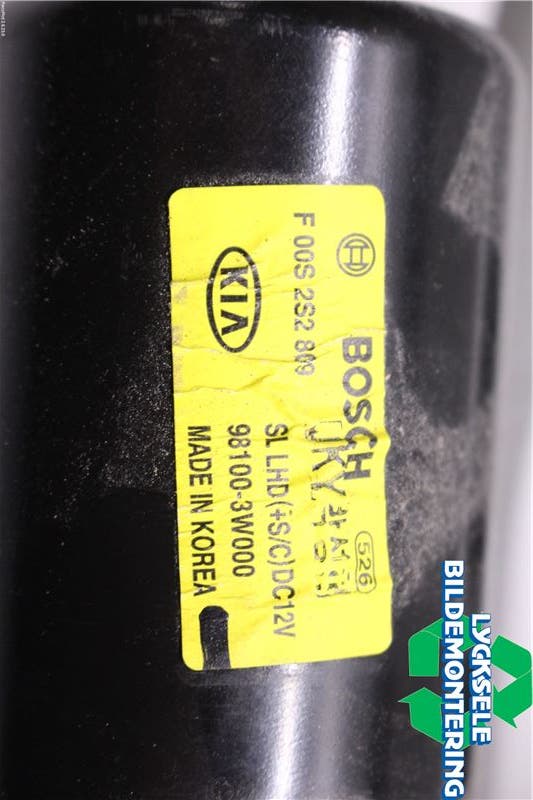 BOSCH
526
F 00S 2S2 809
KIA
SL LHD(+S/C)DC12V
98100-3W000
MADE IN KOREA
LYCKSELE
BILDEMONTERING